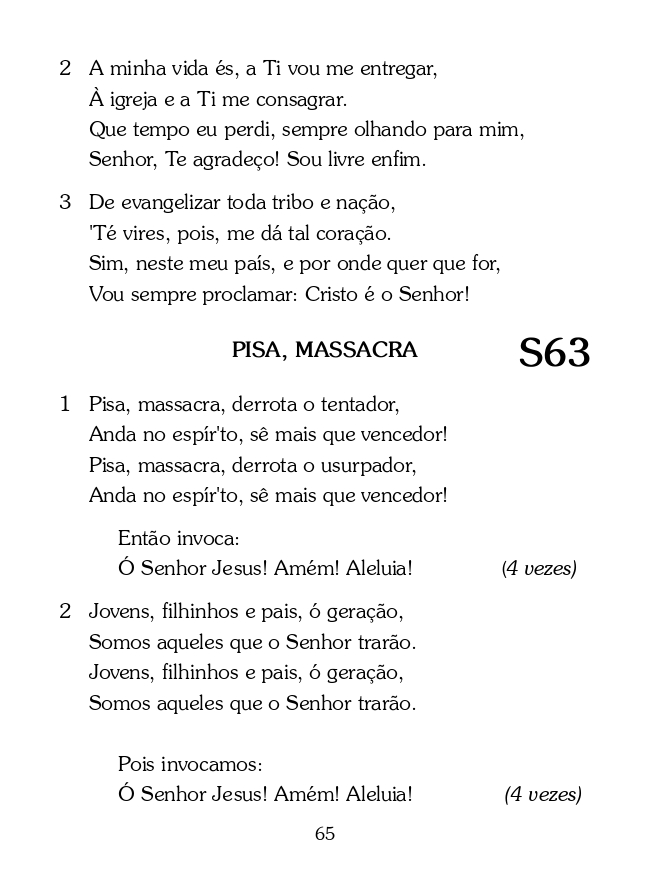 2 A minha vida és, a Ti vou me entregar,
À igreja e a Ti me consagrar.
Que tempo eu perdi, sempre olhando para mim,
Senhor, Te agradeço! Sou livre enfim.
3 De evangelizar toda tribo e nação,
'Té vires, pois, me dá tal coração.
Sim, neste meu país, e por onde quer que for,
Vou sempre proclamar: Cristo é o Senhor!
PISA, MASSACRA S63
1 Pisa, massacra, derrota o tentador,
Anda no espír'to, sê mais que vencedor!
Pisa, massacra, derrota o usurpador,
Anda no espír'to, sê mais que vencedor!
Então invoca:
Ó Senhor Jesus! Amém! Aleluia! (4 vezes)
2 Jovens, filhinhos e pais, ó geração,
Somos aqueles que o Senhor trarão.
Jovens, filhinhos e pais, ó geração,
Somos aqueles que o Senhor trarão.
Pois invocamos:
Ó Senhor Jesus! Amém! Aleluia! (4 vezes)
65